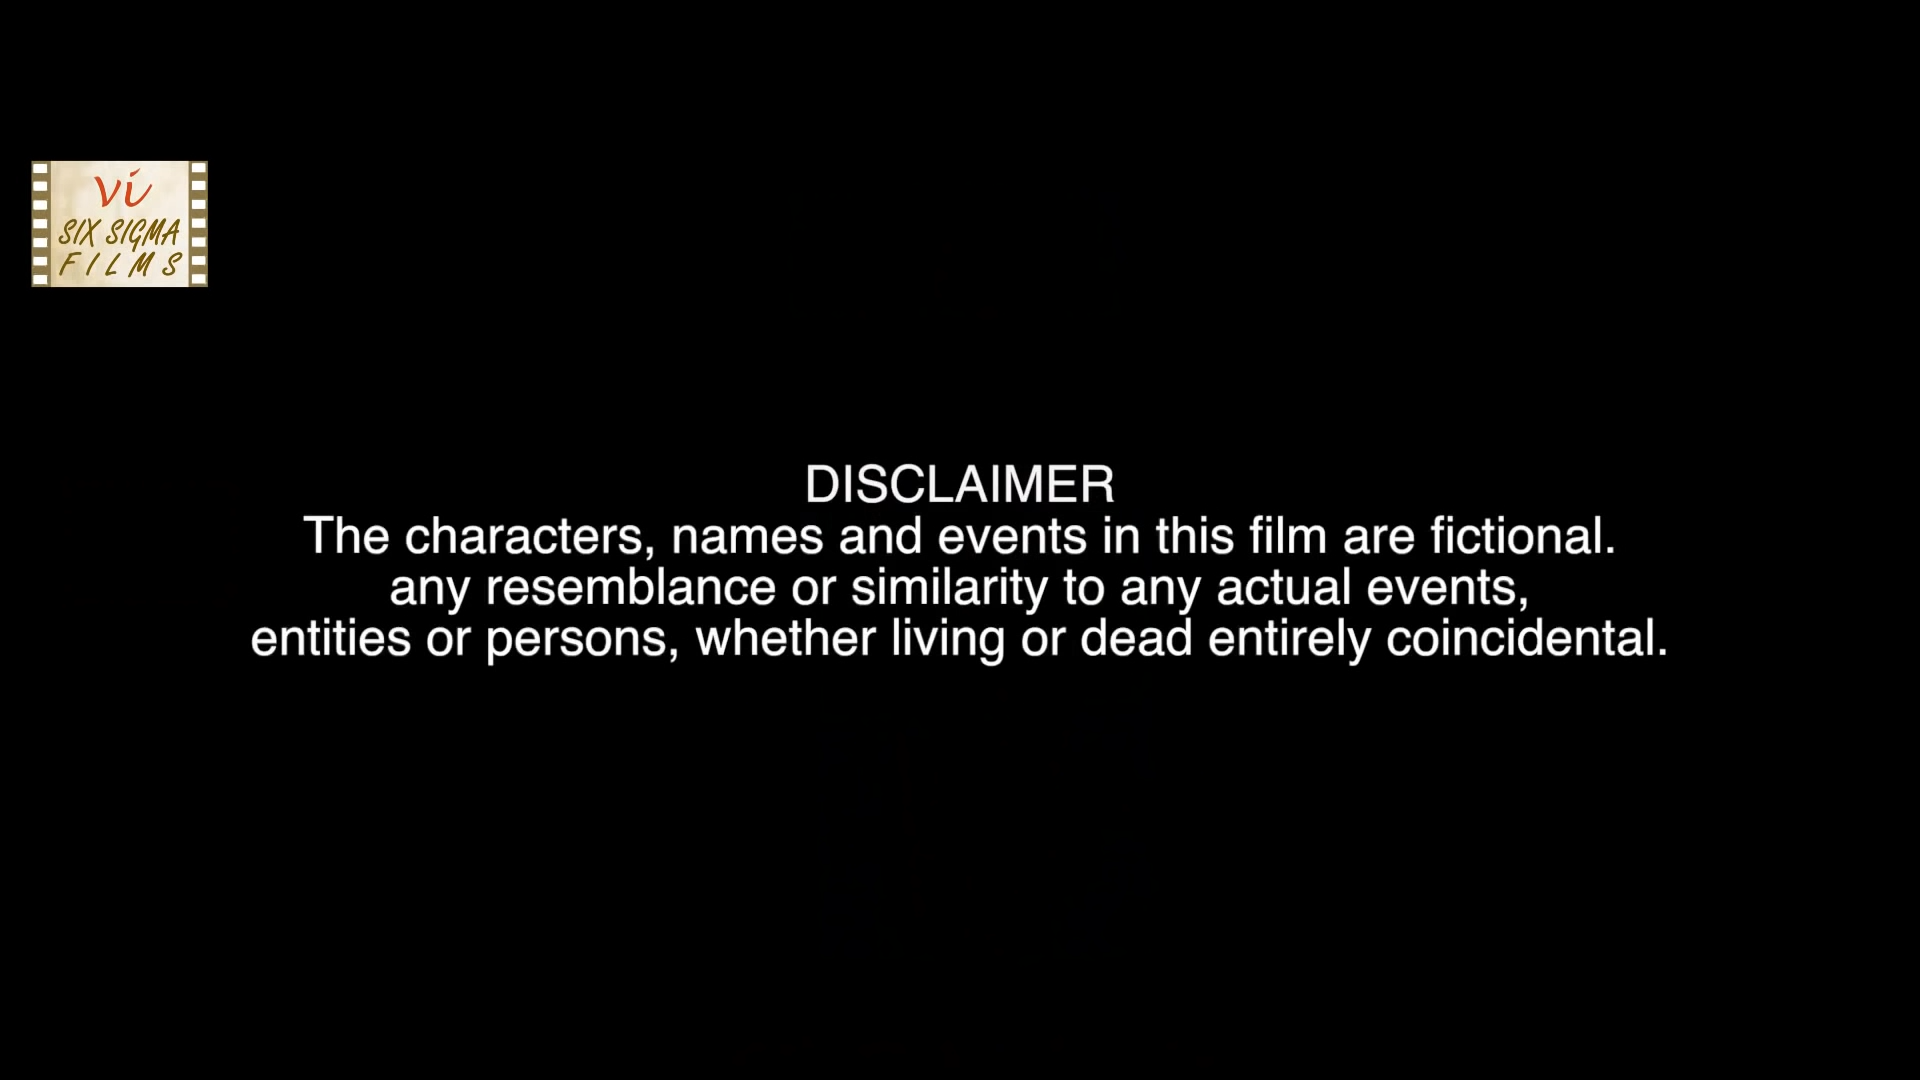 vi
SIX SIGMA
FILMS
DISCLAIMER
The characters, names and events in this film are fictional.
any resemblance or similarity to any actual events,
entities or persons, whether living or dead entirely coincidental.